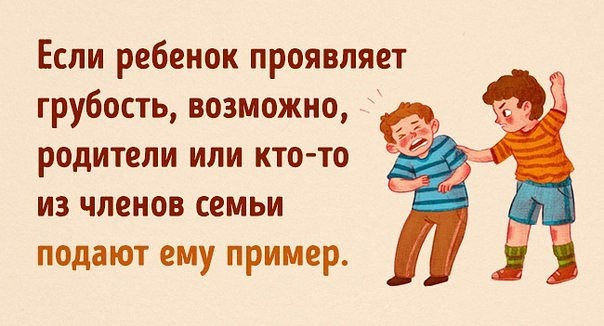 Если ребенок проявляет
грубость, возможно,
родители или кто-то
из членов семьи
подают ему пример.